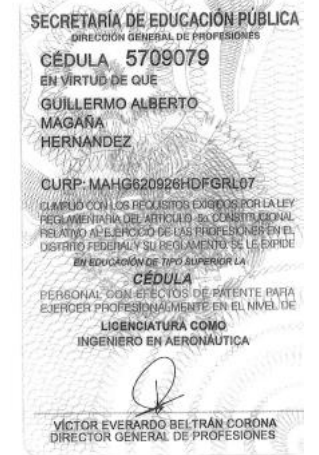 SECRETARÍA DE EDUCACIÓN PÚBLICA
DIRECCIÓN GENERAL DE PROFESIONES
CÉDULA 5709079
EN VIRTUD DE QUE
GUILLERMO ALBERTO
MAGAÑA
HERNANDEZ
CURP: MAHG620926HDFGRL07
CUMPLIÓ CON LOS REQUISITOS EXIGIDOS POR LA LEY
REGLAMENTARIA DEL ARTÍCULO 5o. CONSTITUCIONAL
RELATIVO AL EJERCICIO DE LAS PROFESIONES EN EL
DISTRITO FEDERAL Y SU REGLAMENTO, SE LE EXPIDE
EN EDUCACIÓN DE TIPO SUPERIOR LA
CÉDULA
PERSONAL CON EFECTOS DE PATENTE PARA
EJERCER PROFESIONALMENTE EN EL NIVEL DE
LICENCIATURA COMO
INGENIERO EN AERONÁUTICA
VÍCTOR EVERARDO BELTRÁN CORONA
DIRECTOR GENERAL DE PROFESIONES